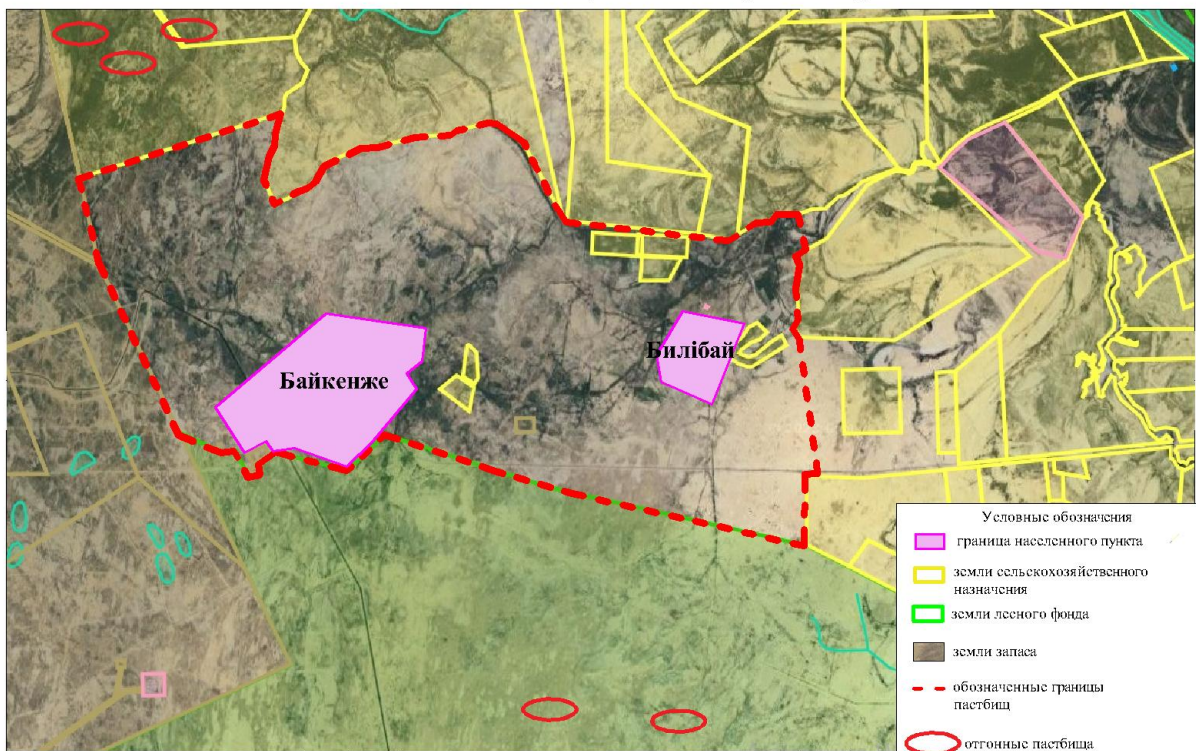 Билібай
Байкенже
Условные обозначения
граница населенного пункта
земли сельскохозяйственного
назначения
земли лесного фонда
земли запаса
обозначенные границы
пастбищ
отгонные пастбища